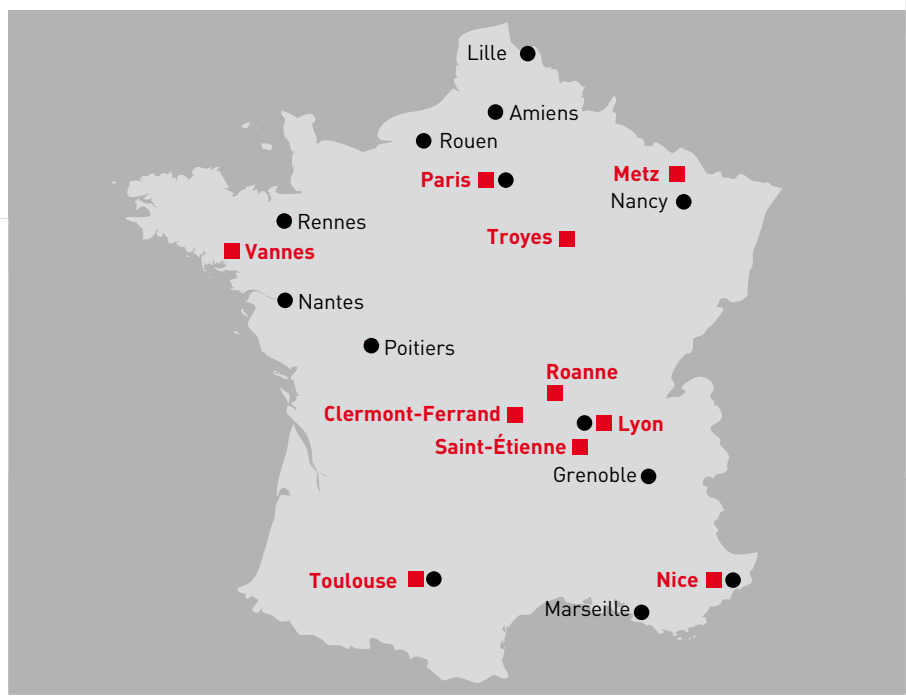 Lille
Amiens
Rouen
Paris
Metz
Nancy
Rennes
Troyes
Vannes
Nantes
Poitiers
Roanne
Clermont-Ferrand
Lyon
Saint-Étienne
Grenoble
Toulouse
Nice
Marseille